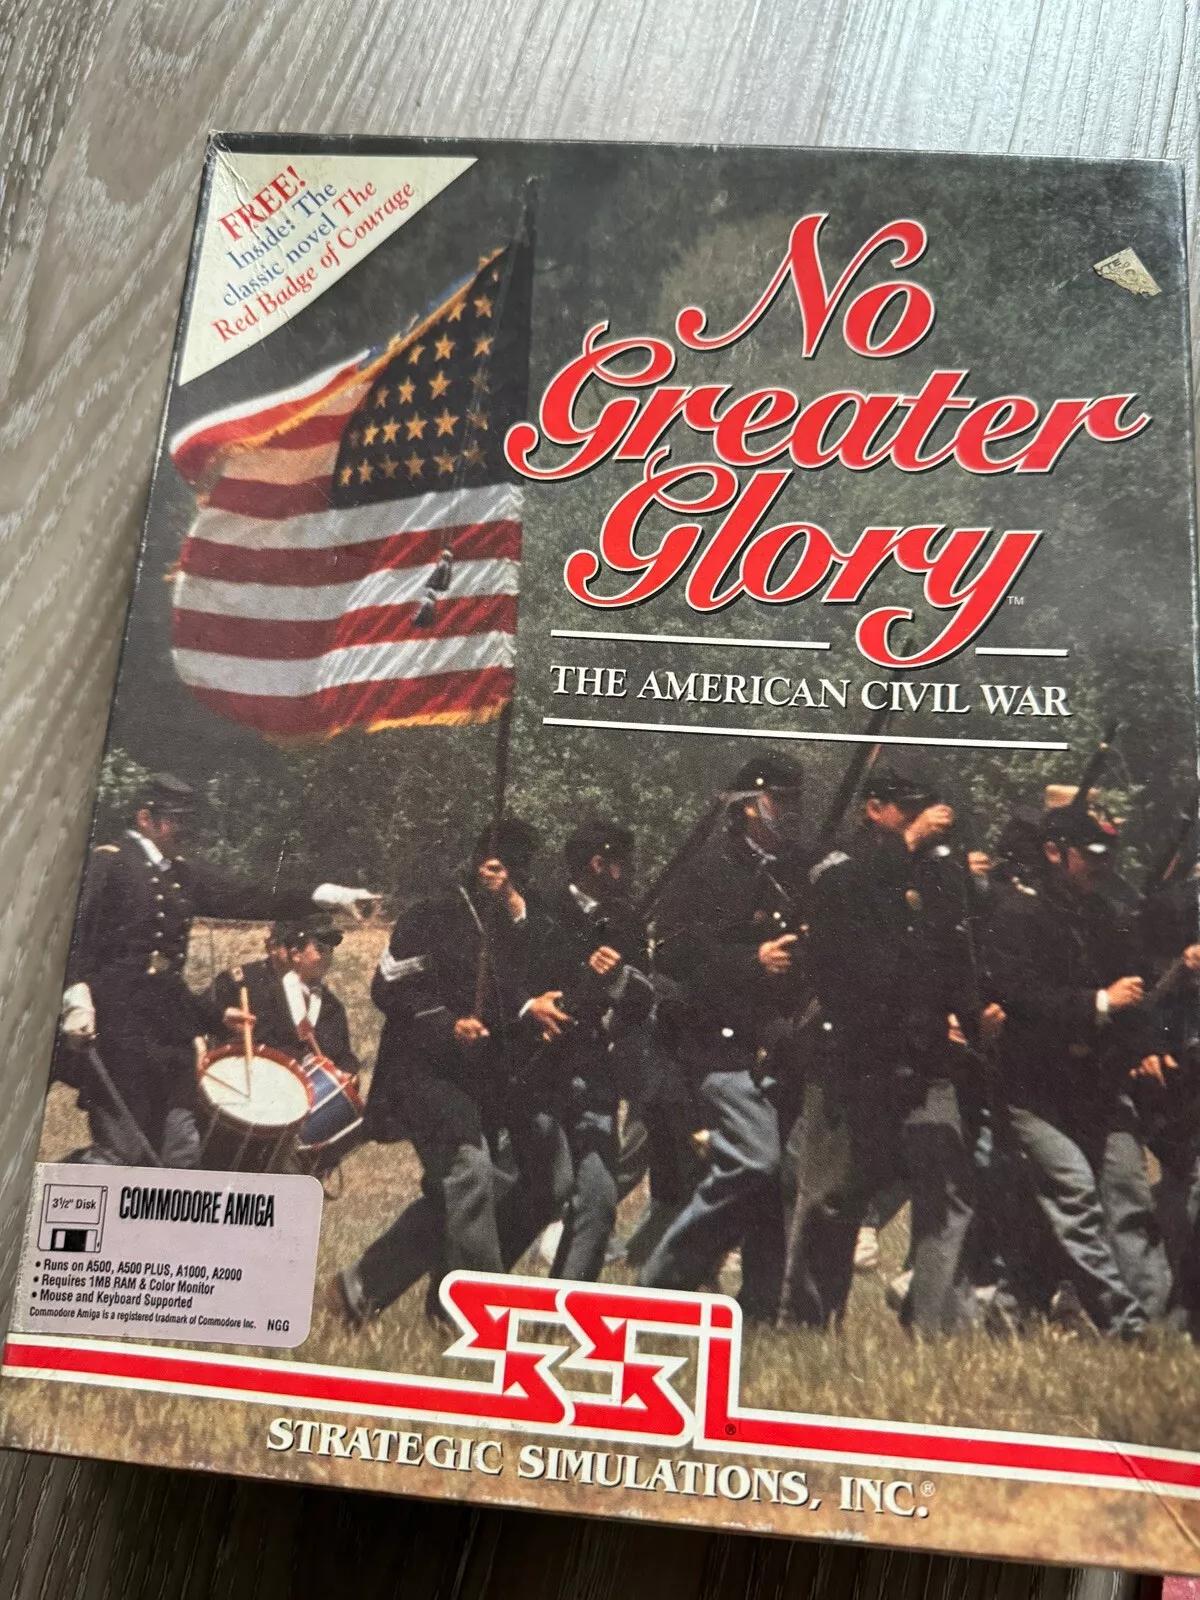 FREE!
Inside: The
classic novel The
Red Badge of Courage
No
Greater
Glory™
THE AMERICAN CIVIL WAR
3½" Disk
COMMODORE AMIGA
• Runs on A500, A500 PLUS, A1000, A2000
• Requires 1MB RAM & Color Monitor
• Mouse and Keyboard Supported
Commodore Amiga is a registered trademark of Commodore Inc. NGG
SSI®
STRATEGIC SIMULATIONS, INC.®